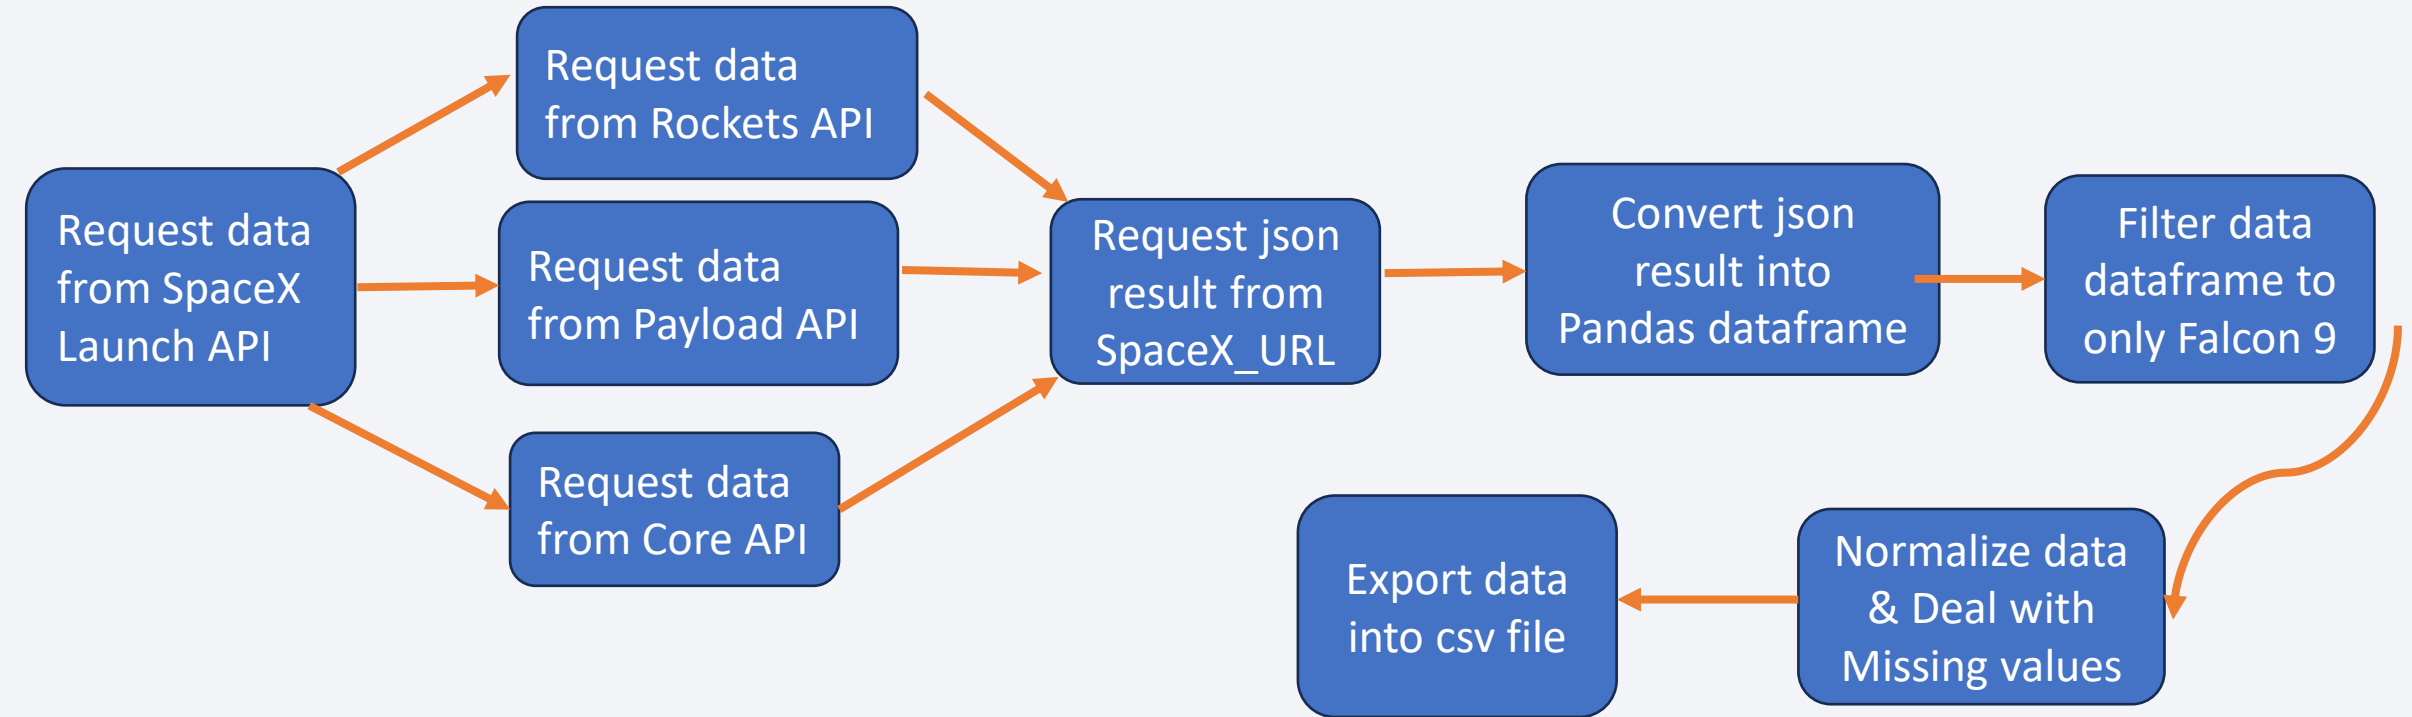 Request data
from SpaceX
Launch API
Request data
from Rockets API
Request data
from Payload API
Request data
from Core API
Request json
result from
SpaceX_URL
Convert json
result into
Pandas dataframe
Filter data
dataframe to
only Falcon 9
Normalize data
& Deal with
Missing values
Export data
into csv file